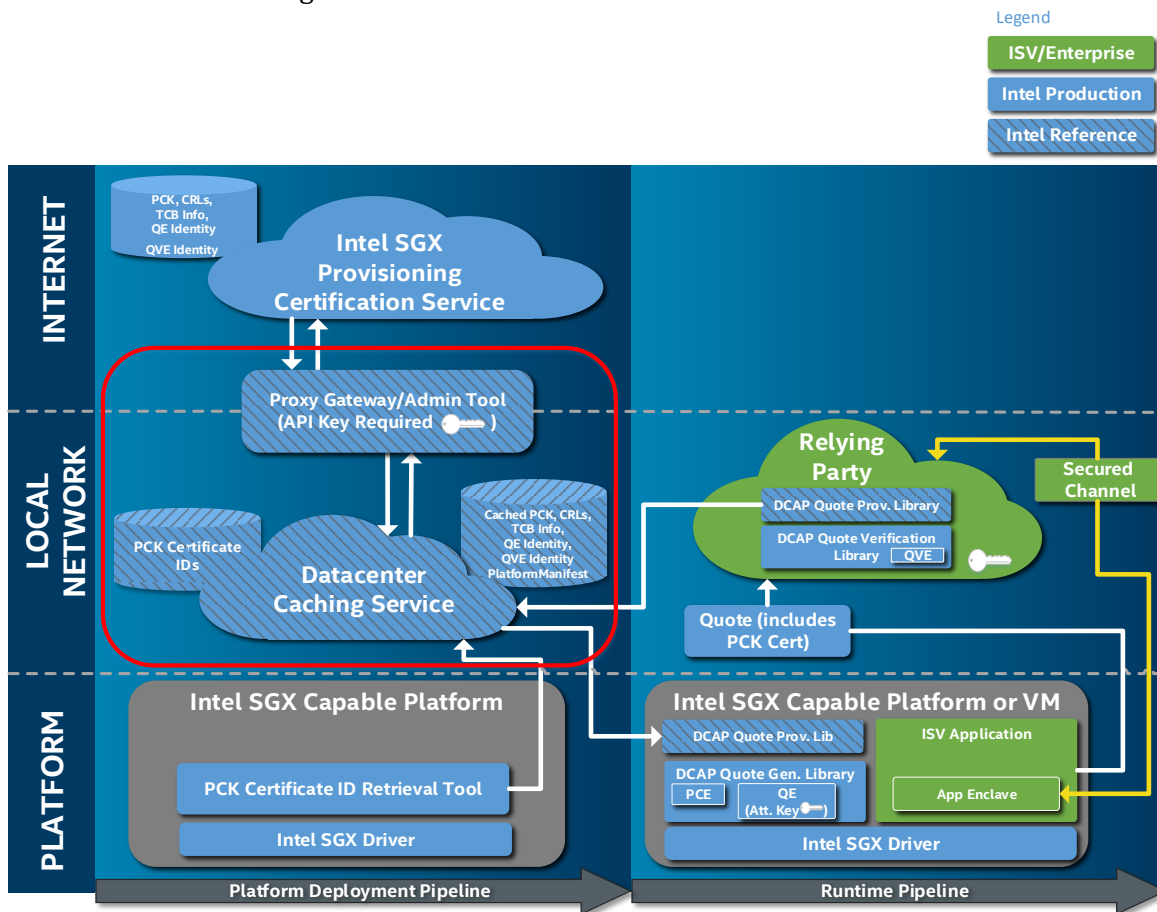 Legend
ISV/Enterprise
Intel Production
Intel Reference
INTERNET
PCK, CRLs,
TCB Info,
QE Identity
QVE Identity
Intel SGX
Provisioning
Certification Service
Proxy Gateway/Admin Tool
(API Key Required )
LOCAL
NETWORK
PCK Certificate
IDs
Cached PCK, CRLs,
TCB Info,
QE Identity,
QVE Identity
PlatformManifest
Datacenter
Caching Service
Relying
Party
DCAP Quote Prov. Library
DCAP Quote Verification
Library QVE
Secured
Channel
Quote (includes
PCK Cert)
PLATFORM
Intel SGX Capable Platform
PCK Certificate ID Retrieval Tool
Intel SGX Driver
Intel SGX Capable Platform or VM
DCAP Quote Prov. Lib
DCAP Quote Gen. Library
PCE
QE
(Att. Key )
ISV Application
App Enclave
Intel SGX Driver
Platform Deployment Pipeline
Runtime Pipeline